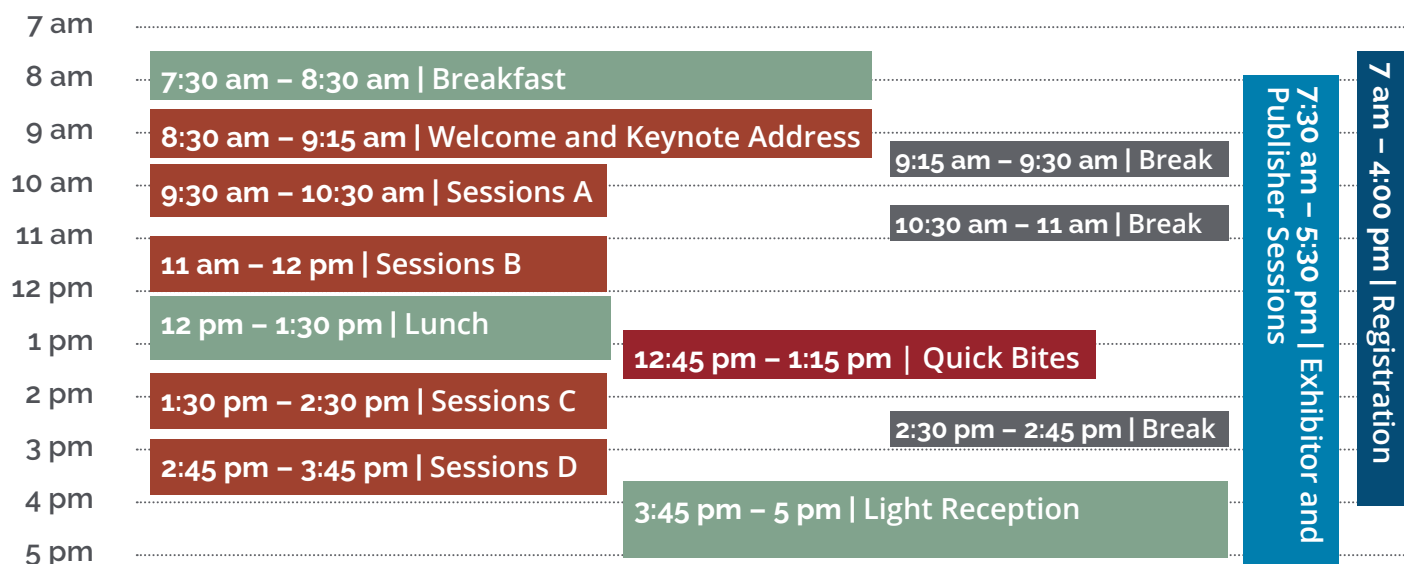 7 am
8 am
9 am
10 am
11 am
12 pm
1 pm
2 pm
3 pm
4 pm
5 pm
7:30 am – 8:30 am | Breakfast
8:30 am – 9:15 am | Welcome and Keynote Address
9:15 am – 9:30 am | Break
9:30 am – 10:30 am | Sessions A
10:30 am – 11 am | Break
11 am – 12 pm | Sessions B
12 pm – 1:30 pm | Lunch
12:45 pm – 1:15 pm | Quick Bites
1:30 pm – 2:30 pm | Sessions C
2:30 pm – 2:45 pm | Break
2:45 pm – 3:45 pm | Sessions D
3:45 pm – 5 pm | Light Reception
7:30 am – 5:30 pm | Exhibitor and
Publisher Sessions
7 am – 4:00 pm | Registration